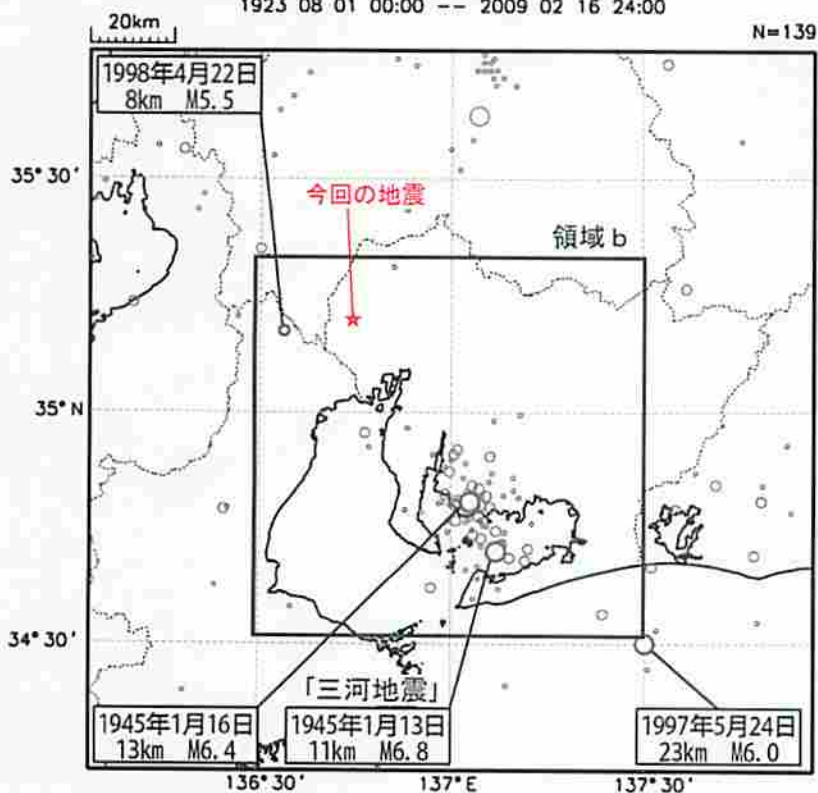 1923 08 01 00:00 -- 2009 02 16 24:00
20km
N=139
1998年4月22日
8km M5.5
35°30'
今回の地震
領域b
35°N
34°30'
「三河地震」
1945年1月16日
13km M6.4
1945年1月13日
11km M6.8
1997年5月24日
23km M6.0
136°30'
137°E
137°30'